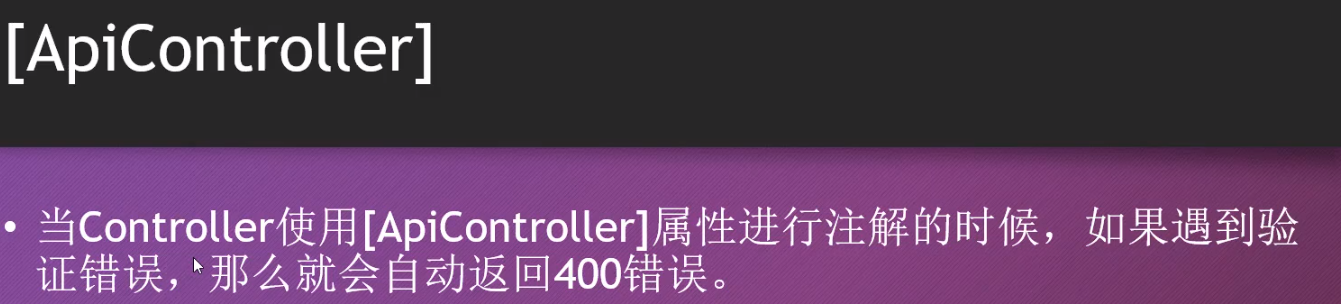 [ApiController]
• 当Controller使用[ApiController]属性进行注解的时候，如果遇到验
证错误，那么就会自动返回400错误。